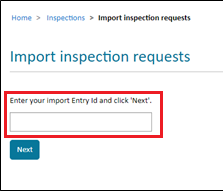 Home > Inspections > Import inspection requests
Import inspection requests
Enter your import Entry Id and click 'Next'.
Next